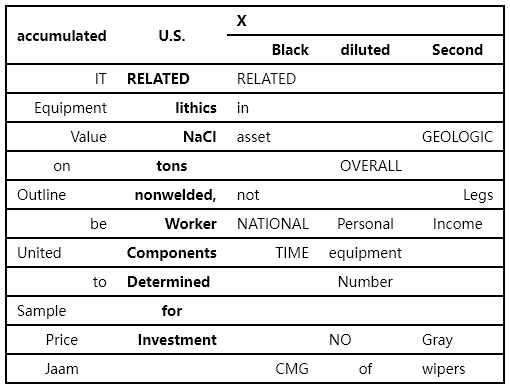 accumulated U.S. X
Black diluted Second
IT RELATED RELATED
Equipment lithics in
Value NaCl asset GEOLOGIC
on tons OVERALL
Outline nonwelded, not Legs
be Worker NATIONAL Personal Income
United Components TIME equipment
to Determined Number
Sample for
Price Investment NO Gray
Jaam CMG of wipers